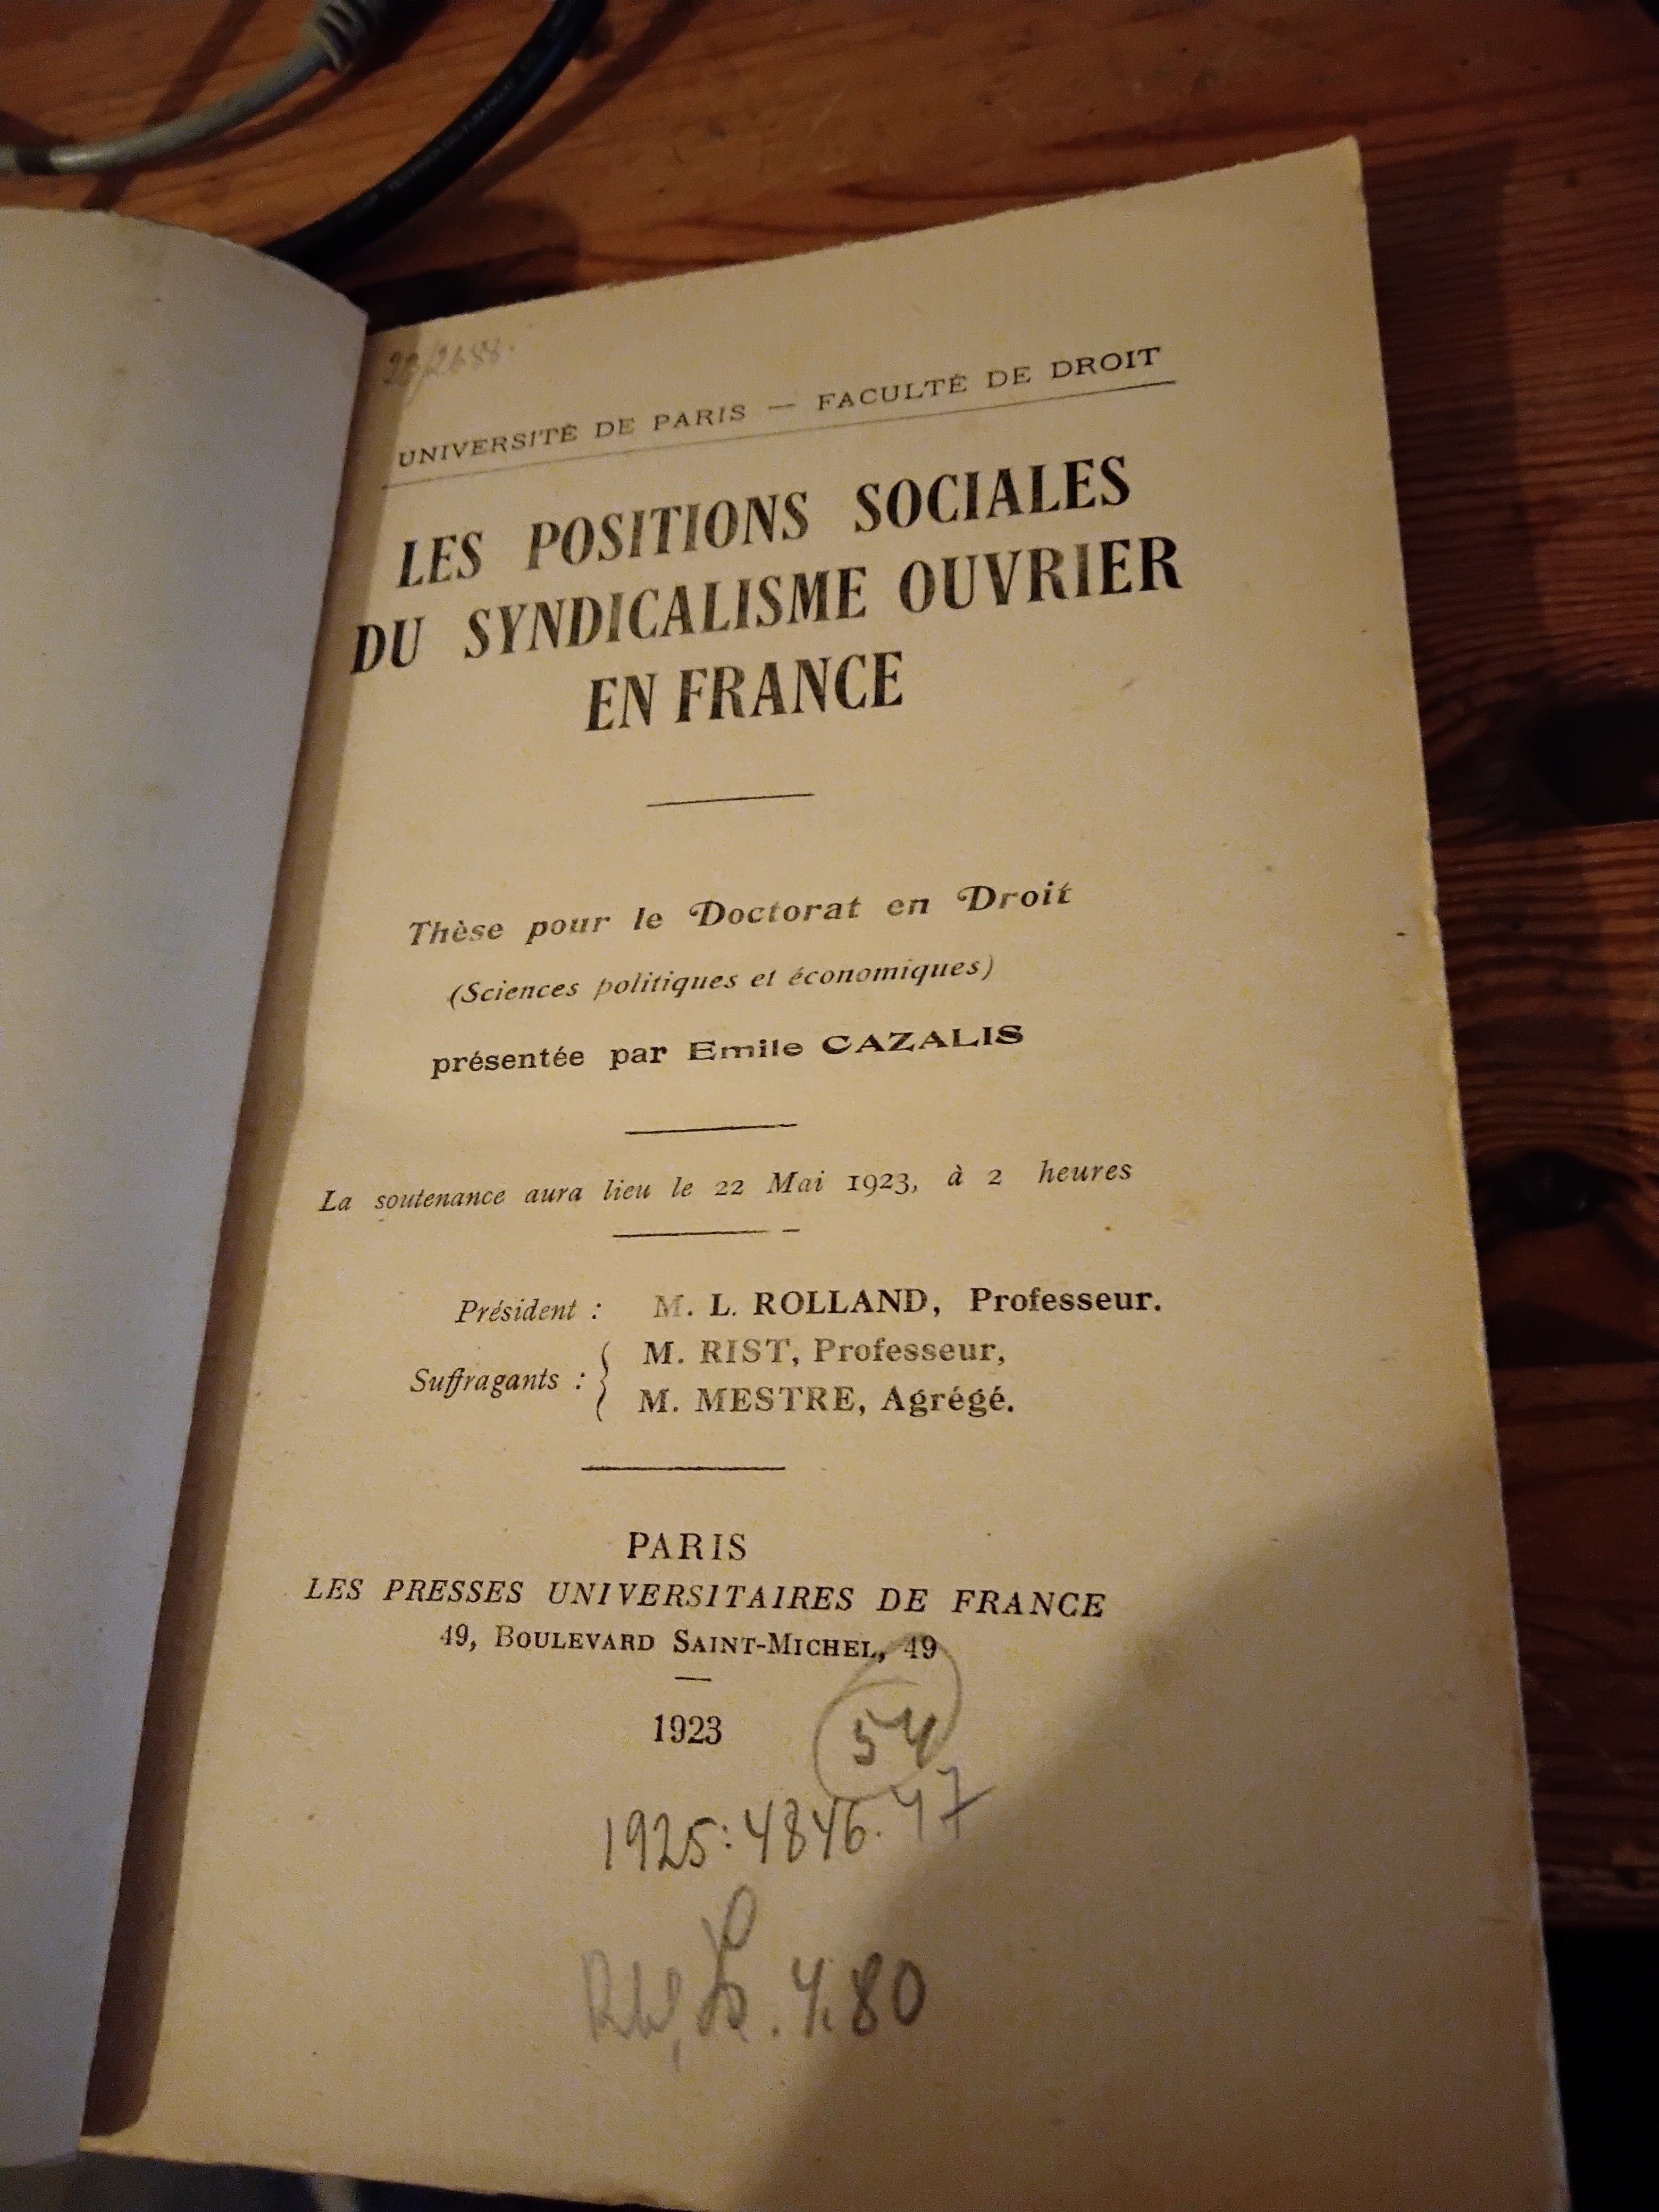 UNIVERSITÉ DE PARIS — FACULTÉ DE DROIT
LES POSITIONS SOCIALES
DU SYNDICALISME OUVRIER
EN FRANCE
Thèse pour le Doctorat en Droit
(Sciences politiques et économiques)
présentée par Emile CAZALIS
La soutenance aura lieu le 22 Mai 1923, à 2 heures
Président : M. L. ROLLAND, Professeur.
Suffragants : { M. RIST, Professeur,
M. MESTRE, Agrégé.
PARIS
LES PRESSES UNIVERSITAIRES DE FRANCE
49, BOULEVARD SAINT-MICHEL, 49
1923
54
1925:4846.47
4.80